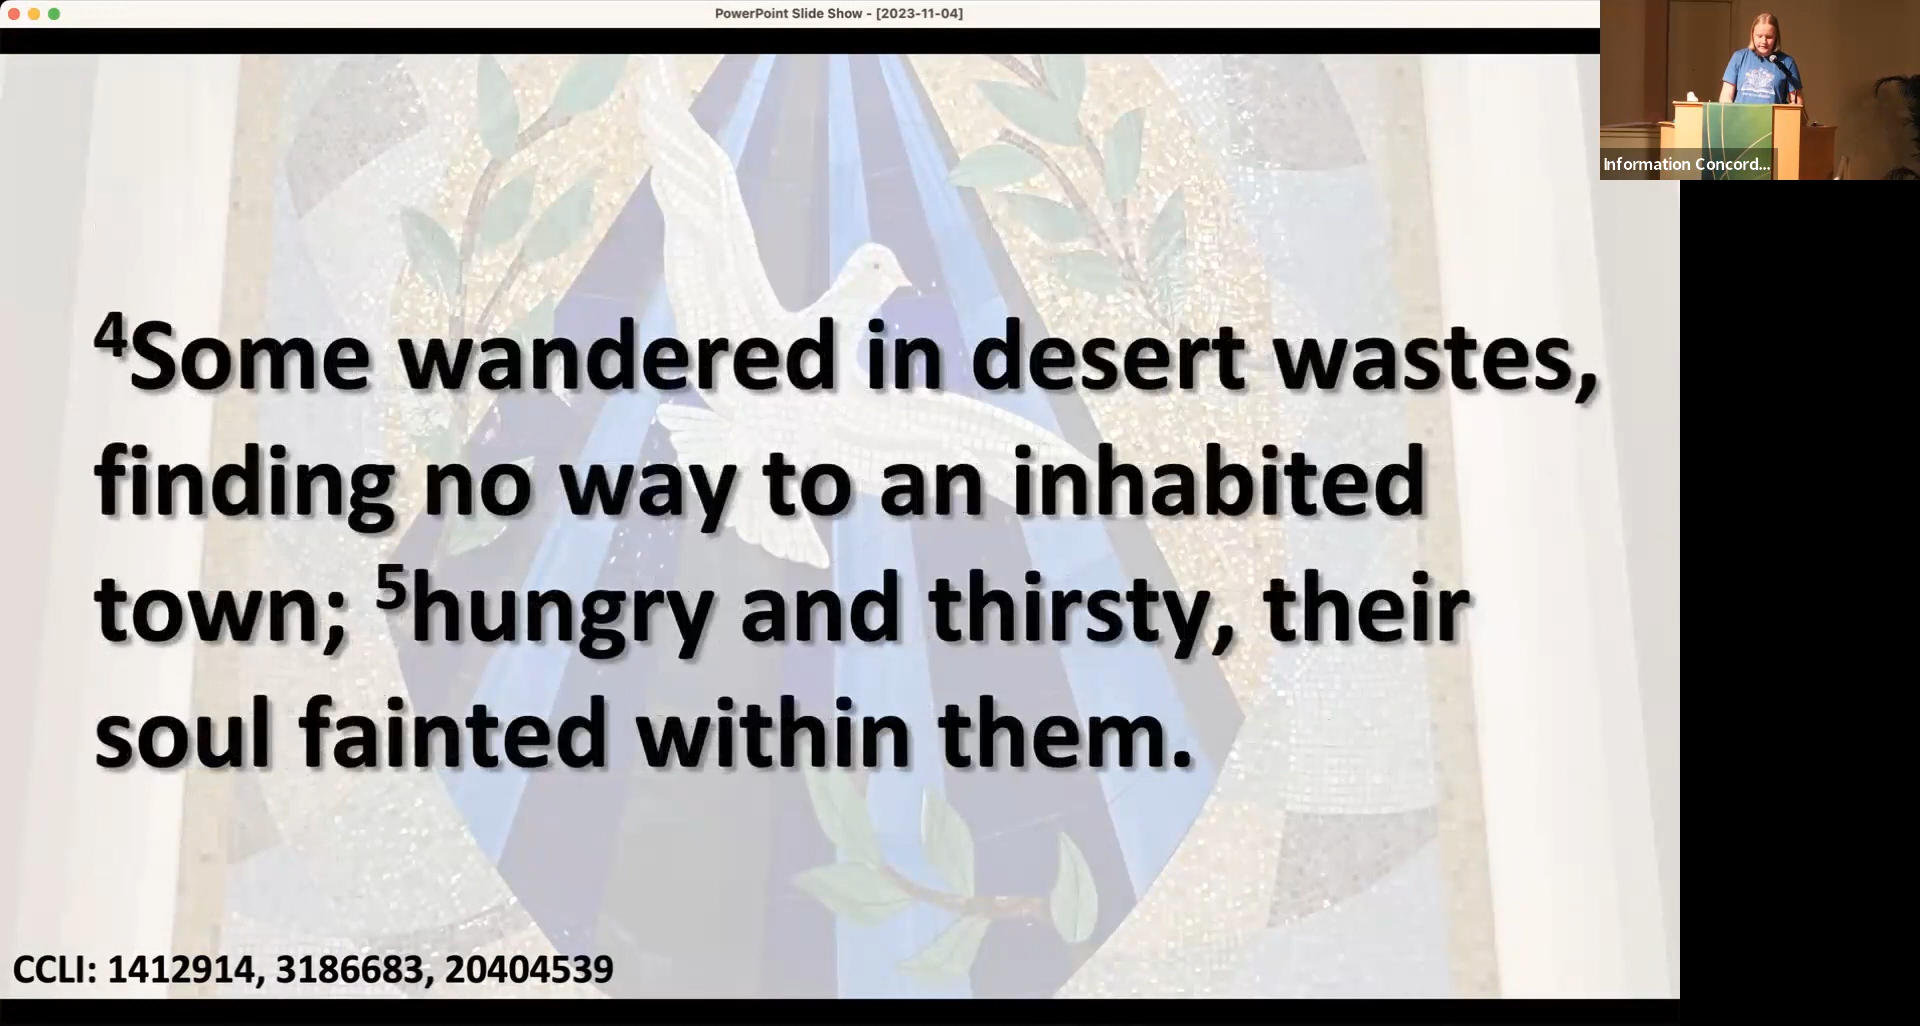 PowerPoint Slide Show - [2023-11-04]
Information Concord...
⁴Some wandered in desert wastes,
finding no way to an inhabited
town; ⁵hungry and thirsty, their
soul fainted within them.
CCLI: 1412914, 3186683, 20404539